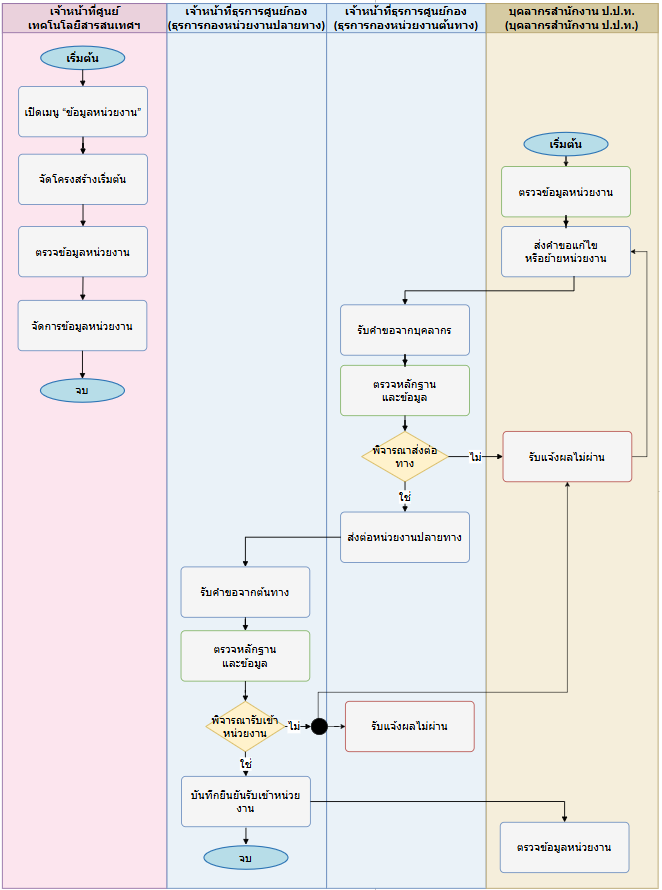 เจ้าหน้าที่ศูนย์
เทคโนโลยีสารสนเทศฯ
เจ้าหน้าที่ธุรการศูนย์กอง
(ธุรการกองหน่วยงานปลายทาง)
เจ้าหน้าที่ธุรการศูนย์กอง
(ธุรการกองหน่วยงานต้นทาง)
บุคลากรสำนักงาน ป.ป.ท.
(บุคลากรสำนักงาน ป.ป.ท.)
เริ่มต้น
เปิดเมนู “ข้อมูลหน่วยงาน”
จัดโครงสร้างเริ่มต้น
ตรวจข้อมูลหน่วยงาน
จัดการข้อมูลหน่วยงาน
จบ
เริ่มต้น
ตรวจข้อมูลหน่วยงาน
ส่งคำขอแก้ไข
หรือย้ายหน่วยงาน
รับคำขอจากบุคลากร
ตรวจหลักฐาน
และข้อมูล
พิจารณาส่งต่อ
ทาง
ไม่
รับแจ้งผลไม่ผ่าน
ใช่
ส่งต่อหน่วยงานปลายทาง
รับคำขอจากต้นทาง
ตรวจหลักฐาน
และข้อมูล
พิจารณารับเข้า
หน่วยงาน
ไม่
รับแจ้งผลไม่ผ่าน
ใช่
บันทึกยืนยันรับเข้าหน่วย
งาน
ตรวจข้อมูลหน่วยงาน
จบ